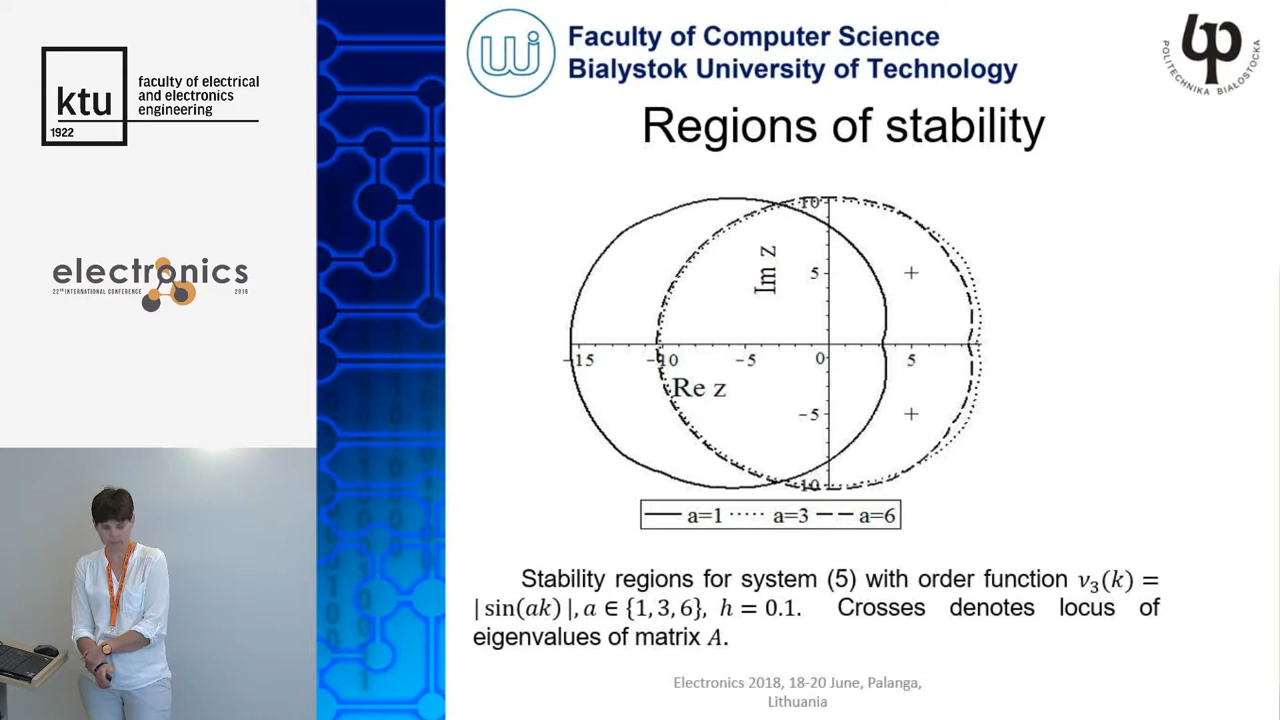 ktu
1922
faculty of electrical
and electronics
engineering
electronics
22TH INTERNATIONAL CONFERENCE 2018
Wi
Faculty of Computer Science
Bialystok University of Technology
POLITECHNIKA BIAŁOSTOCKA
Regions of stability
10
5
0
-5
-10
-15
-10
-5
5
Im z
Re z
a=1
a=3
a=6
Stability regions for system (5) with order function ν₃(k) =
|sin(ak)|, a ∈ {1, 3, 6}, h = 0.1. Crosses denotes locus of
eigenvalues of matrix A.
Electronics 2018, 18-20 June, Palanga,
Lithuania